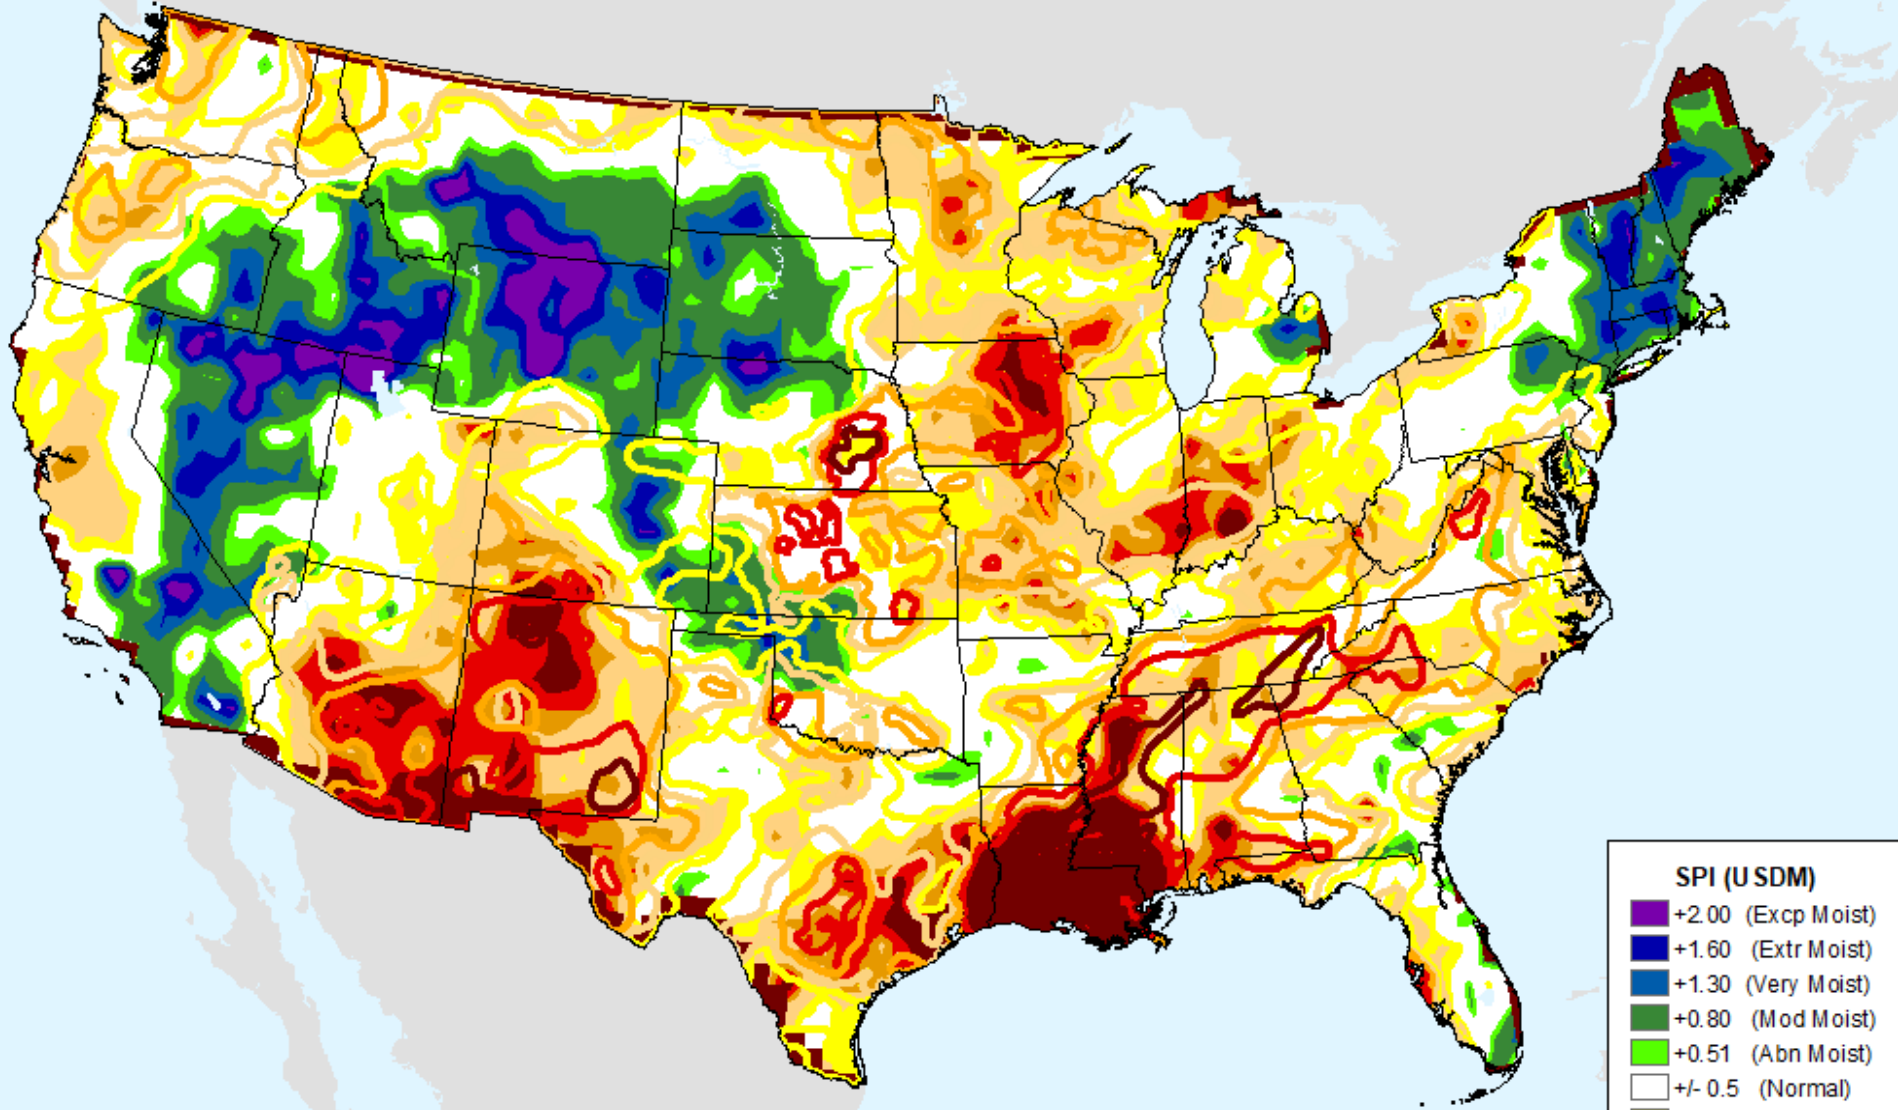 SPI (USDM)
+2.00 (Excp Moist)
+1.60 (Extr Moist)
+1.30 (Very Moist)
+0.80 (Mod Moist)
+0.51 (Abn Moist)
+/- 0.5 (Normal)